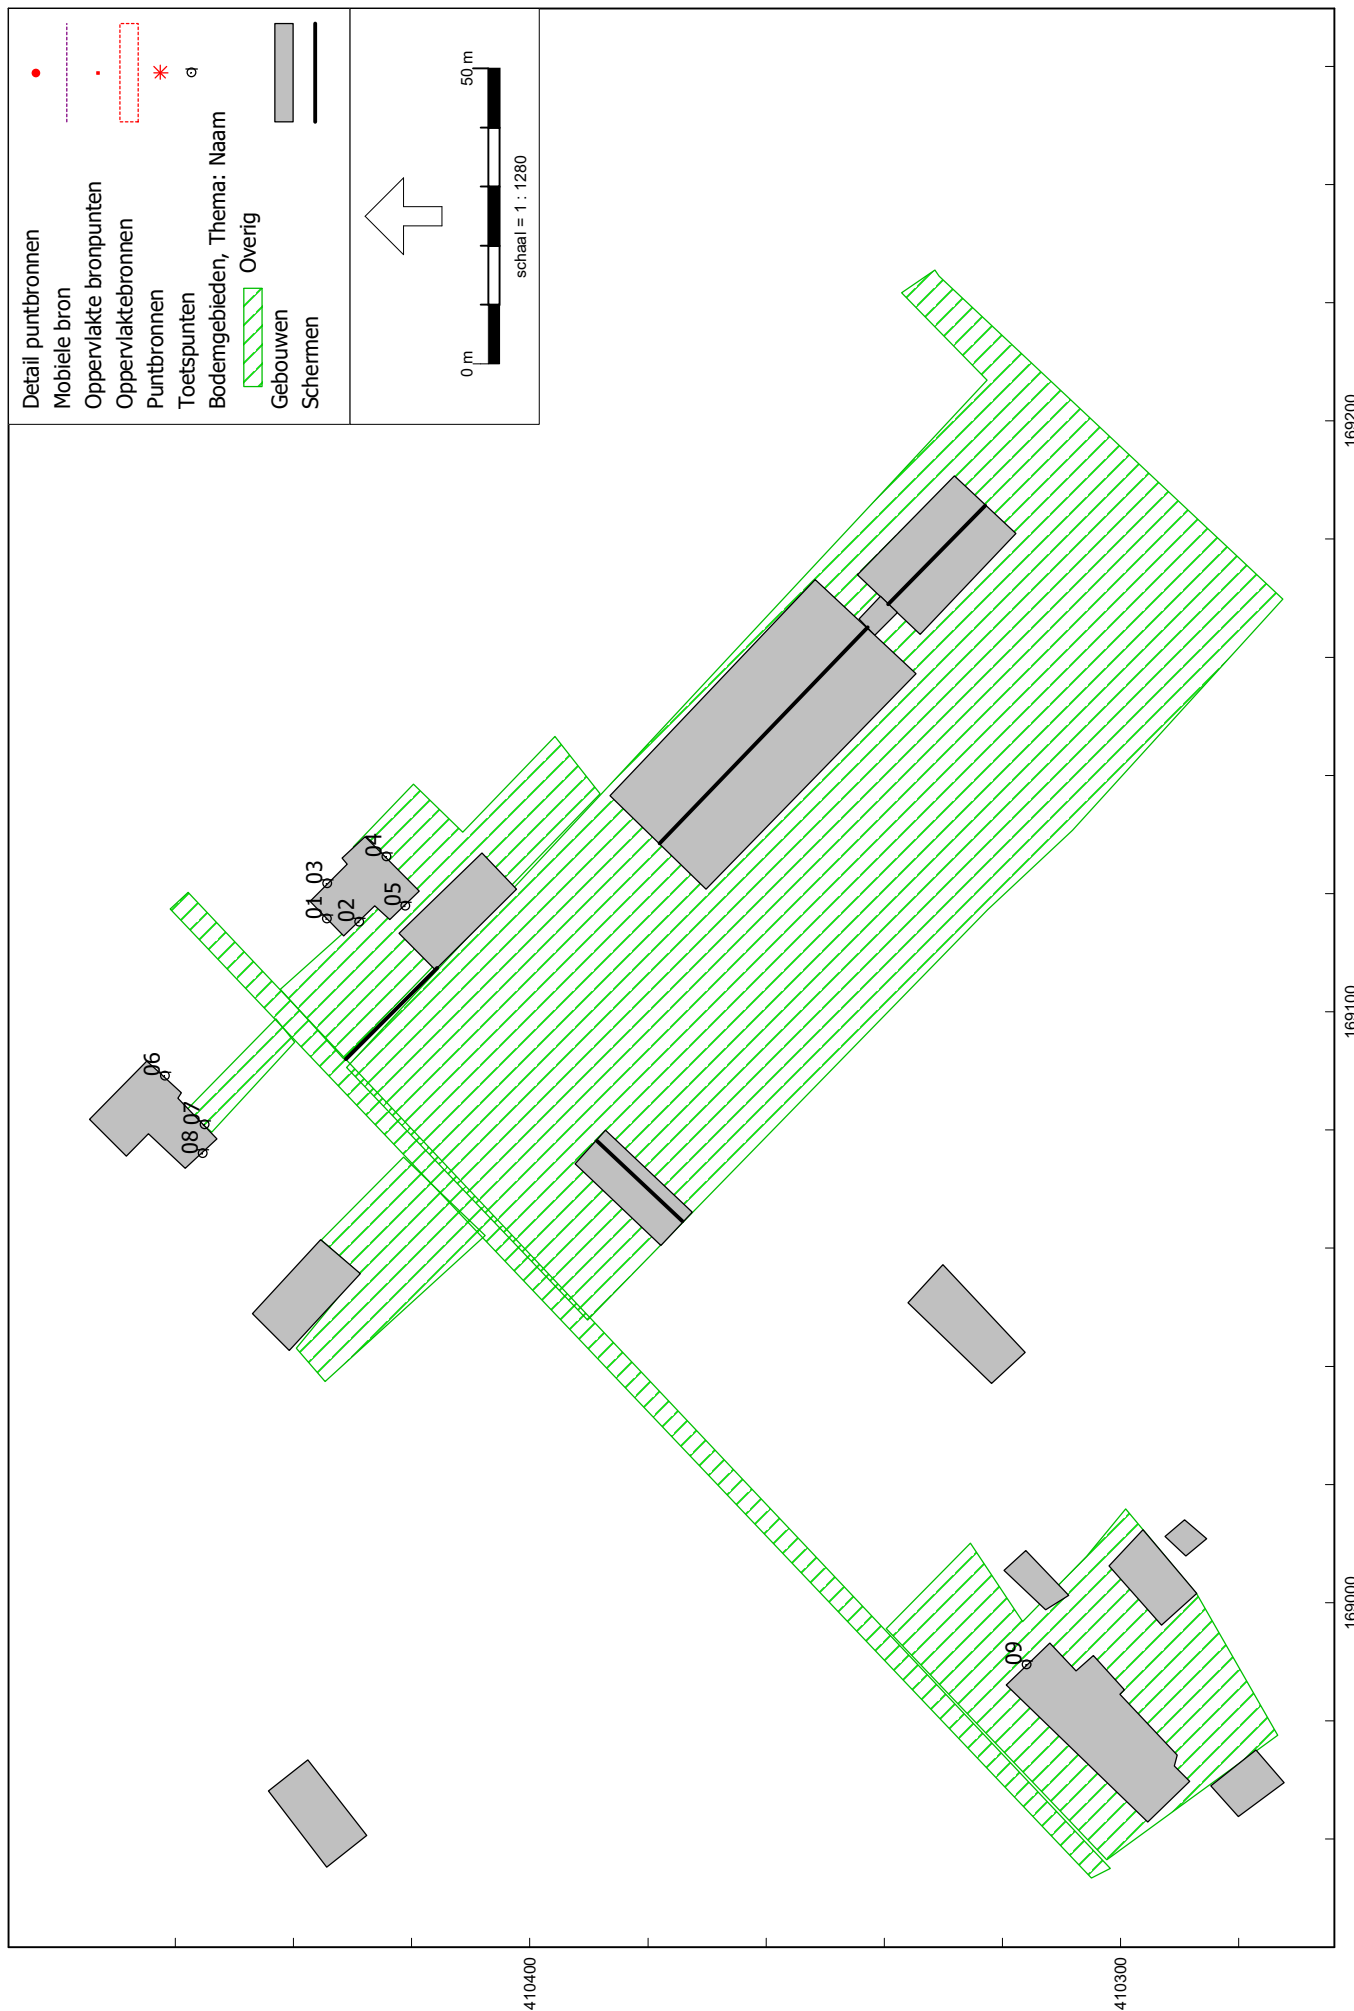 Detail puntbronnen
Mobiele bron
Oppervlakte bronpunten
Oppervlaktebronnen
Puntbronnen
Toetspunten
Bodemgebieden, Thema: Naam
Overig
Gebouwen
Schermen
0 m
50 m
schaal = 1 : 1280
01
03
02
04
05
06
07
08
09
169200
169100
169000
410400
410300